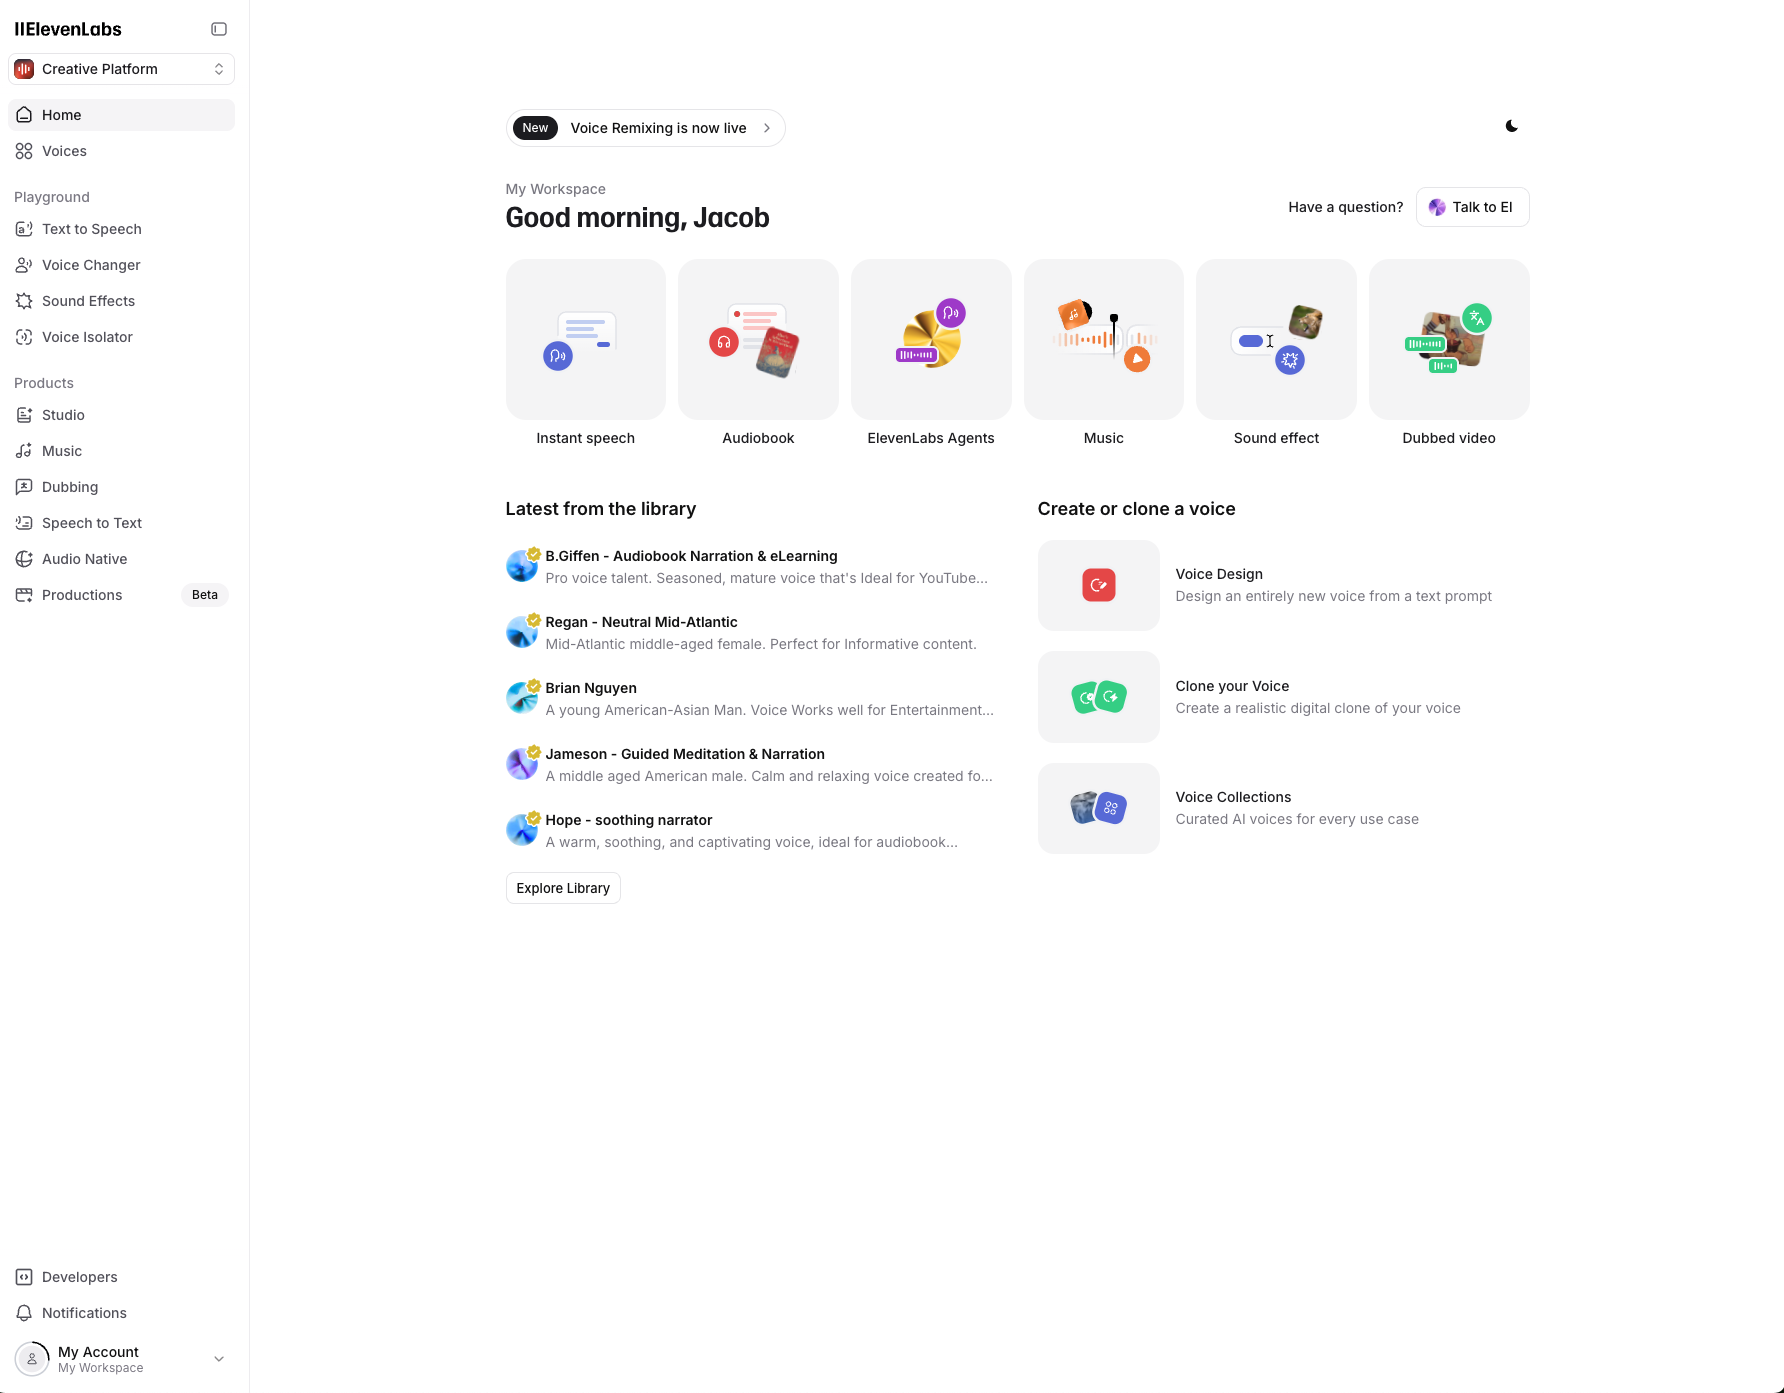 IIElevenLabs
Creative Platform
Home
Voices
Playground
Text to Speech
Voice Changer
Sound Effects
Voice Isolator
Products
Studio
Music
Dubbing
Speech to Text
Audio Native
Productions Beta
Developers
Notifications
My Account
My Workspace
New Voice Remixing is now live
My Workspace
Good morning, Jacob
Have a question? Talk to El
Instant speech
Audiobook
ElevenLabs Agents
Music
Sound effect
Dubbed video
Latest from the library
B.Giffen - Audiobook Narration & eLearning
Pro voice talent. Seasoned, mature voice that's Ideal for YouTube...
Regan - Neutral Mid-Atlantic
Mid-Atlantic middle-aged female. Perfect for Informative content.
Brian Nguyen
A young American-Asian Man. Voice Works well for Entertainment...
Jameson - Guided Meditation & Narration
A middle aged American male. Calm and relaxing voice created fo...
Hope - soothing narrator
A warm, soothing, and captivating voice, ideal for audiobook...
Explore Library
Create or clone a voice
Voice Design
Design an entirely new voice from a text prompt
Clone your Voice
Create a realistic digital clone of your voice
Voice Collections
Curated AI voices for every use case